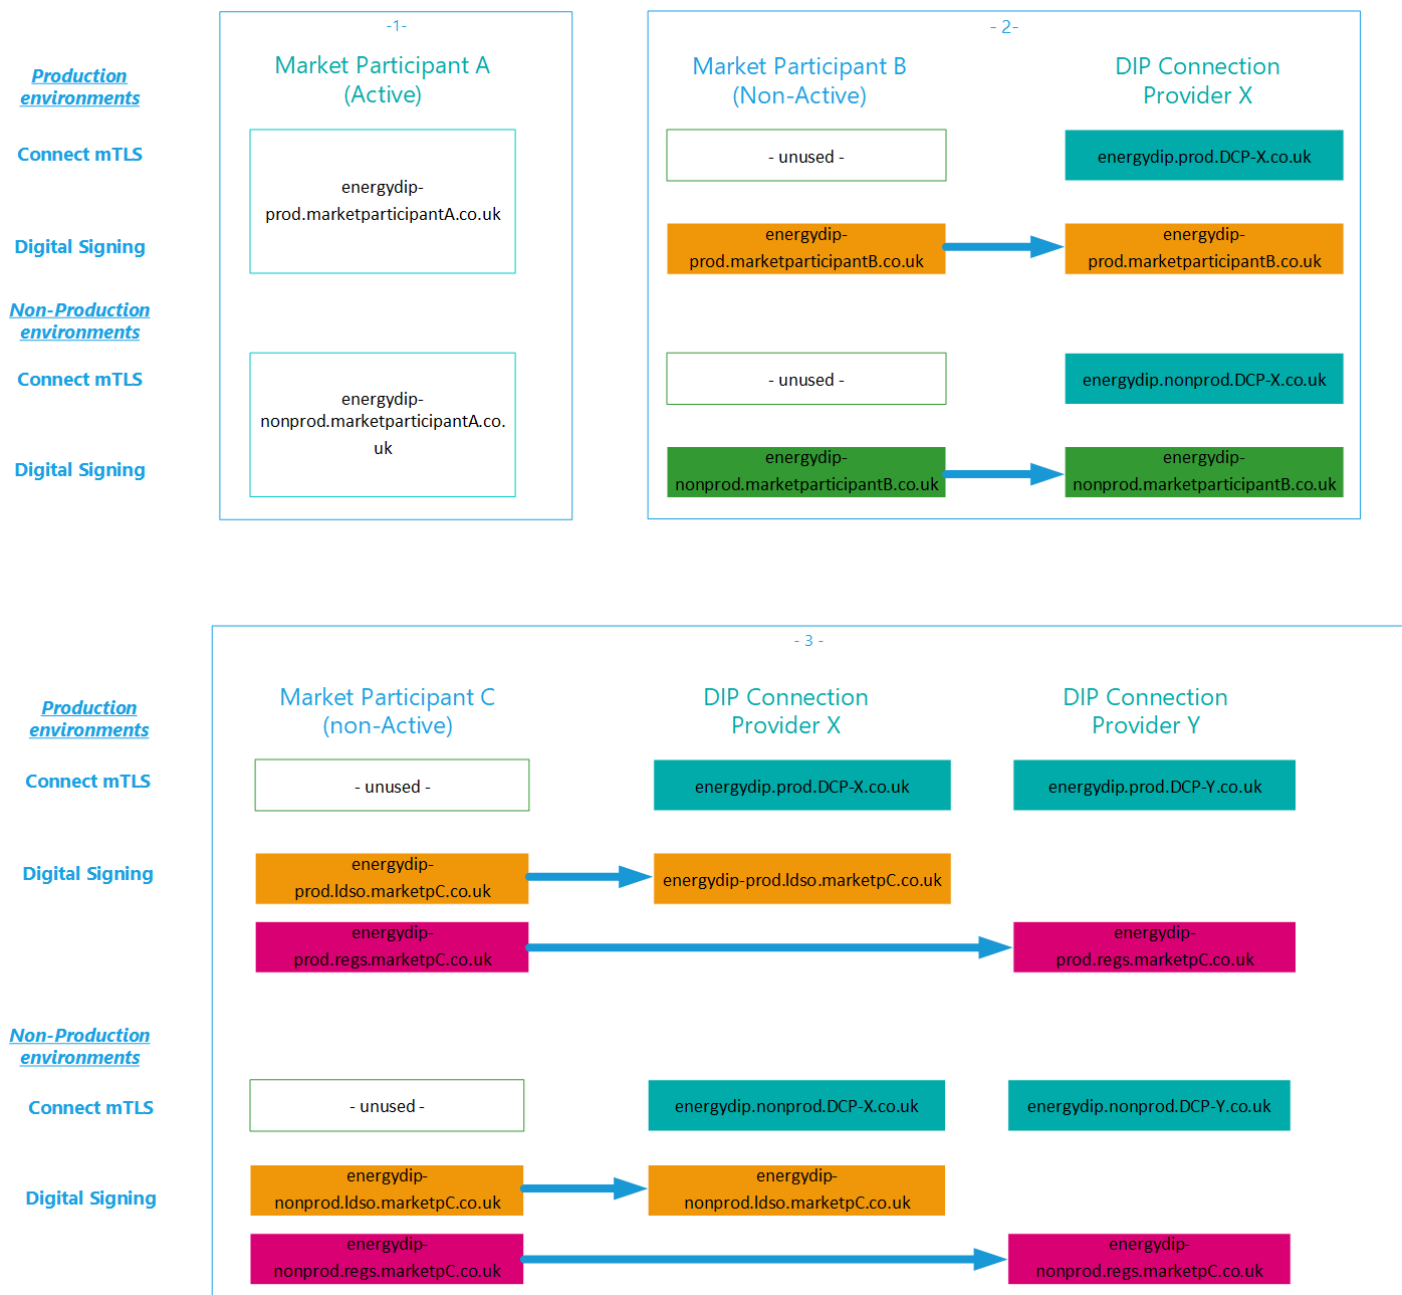 -1-
Market Participant A
(Active)
- 2-
Market Participant B
(Non-Active)
DIP Connection
Provider X
Production
environments
Connect mTLS
energydip-
prod.marketparticipantA.co.uk
- unused -
energydip.prod.DCP-X.co.uk
Digital Signing
energydip-
prod.marketparticipantB.co.uk
energydip-
prod.marketparticipantB.co.uk
Non-Production
environments
Connect mTLS
energydip-
nonprod.marketparticipantA.co.
uk
- unused -
energydip.nonprod.DCP-X.co.uk
Digital Signing
energydip-
nonprod.marketparticipantB.co.uk
energydip-
nonprod.marketparticipantB.co.uk
- 3 -
Market Participant C
(non-Active)
DIP Connection
Provider X
DIP Connection
Provider Y
Production
environments
Connect mTLS
- unused -
energydip.prod.DCP-X.co.uk
energydip.prod.DCP-Y.co.uk
Digital Signing
energydip-
prod.ldso.marketpC.co.uk
energydip-prod.ldso.marketpC.co.uk
energydip-
prod.regs.marketpC.co.uk
energydip-
prod.regs.marketpC.co.uk
Non-Production
environments
Connect mTLS
- unused -
energydip.nonprod.DCP-X.co.uk
energydip.nonprod.DCP-Y.co.uk
Digital Signing
energydip-
nonprod.ldso.marketpC.co.uk
energydip-
nonprod.ldso.marketpC.co.uk
energydip-
nonprod.regs.marketpC.co.uk
energydip-
nonprod.regs.marketpC.co.uk